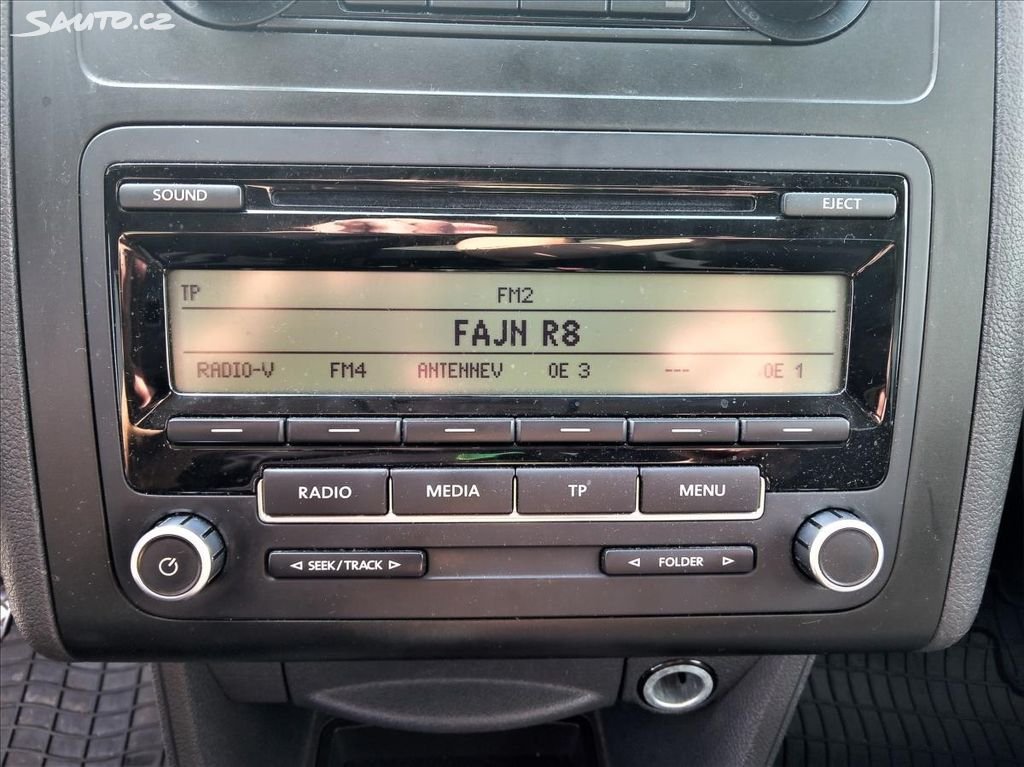 Sauto.cz
SOUND
EJECT
TP FM2
FAJN R8
RADIO-V FM4 ANTENNEV OE 3 --- OE 1
RADIO MEDIA TP MENU
SEEK/TRACK FOLDER